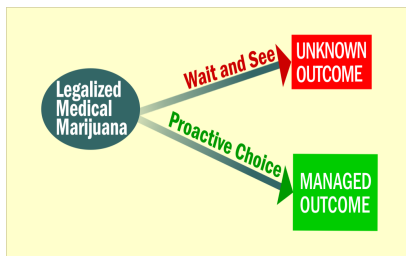 Legalized
Medical
Marijuana
Wait and See
UNKNOWN
OUTCOME
Proactive Choice
MANAGED
OUTCOME